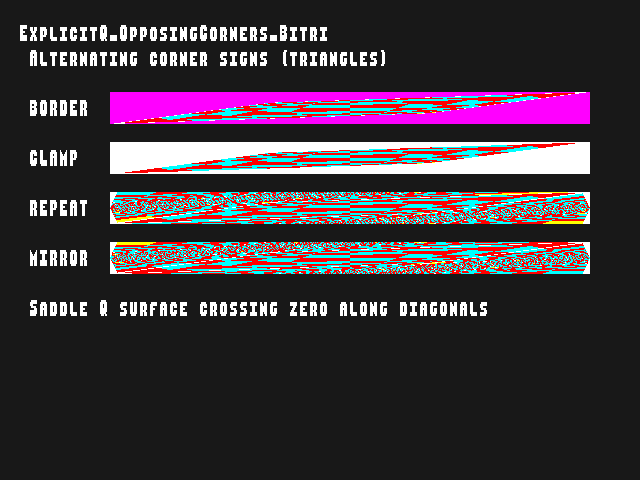 ExplicitQ_OpposingCorners_Bitri
Alternating corner signs (triangles)
BORDER
CLAMP
REPEAT
MIRROR
Saddle Q surface crossing zero along diagonals